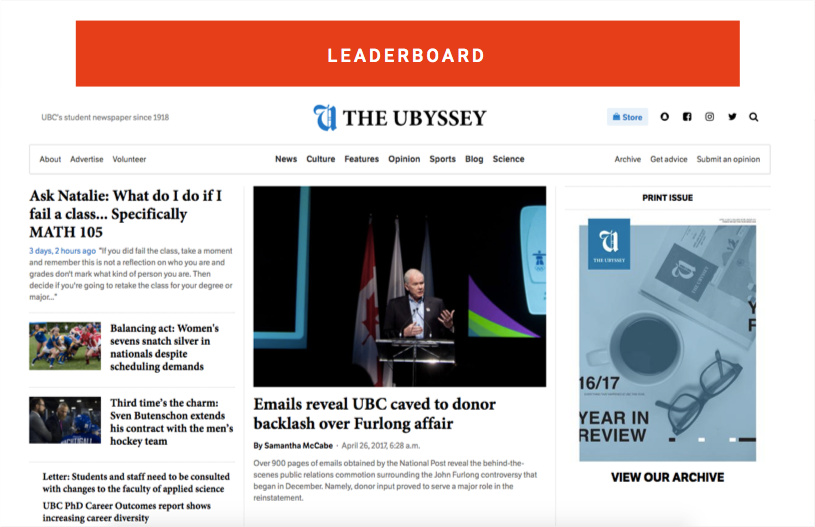 LEADERBOARD
UBC's student newspaper since 1918
THE UBYSSEY
Store
About Advertise Volunteer
News Culture Features Opinion Sports Blog Science
Archive Get advice Submit an opinion
Ask Natalie: What do I do if I
fail a class... Specifically
MATH 105
3 days, 2 hours ago "If you did fail the class, take a moment
and remember this is not a reflection on who you are and
grades don't mark what kind of person you are. Then
decide if you're going to retake the class for your degree or
major..."
Balancing act: Women's
sevens snatch silver in
nationals despite
scheduling demands
Third time's the charm:
Sven Butenschon extends
his contract with the men's
hockey team
Letter: Students and staff need to be consulted
with changes to the faculty of applied science
UBC PhD Career Outcomes report shows
increasing career diversity
Emails reveal UBC caved to donor
backlash over Furlong affair
By Samantha McCabe · April 26, 2017, 6:28 a.m.
Over 900 pages of emails obtained by the National Post reveal the behind-the-
scenes public relations commotion surrounding the John Furlong controversy that
began in December. Namely, donor input proved to serve a major role in the
reinstatement.
PRINT ISSUE
THE UBYSSEY
16/17
YEAR IN
REVIEW
VIEW OUR ARCHIVE